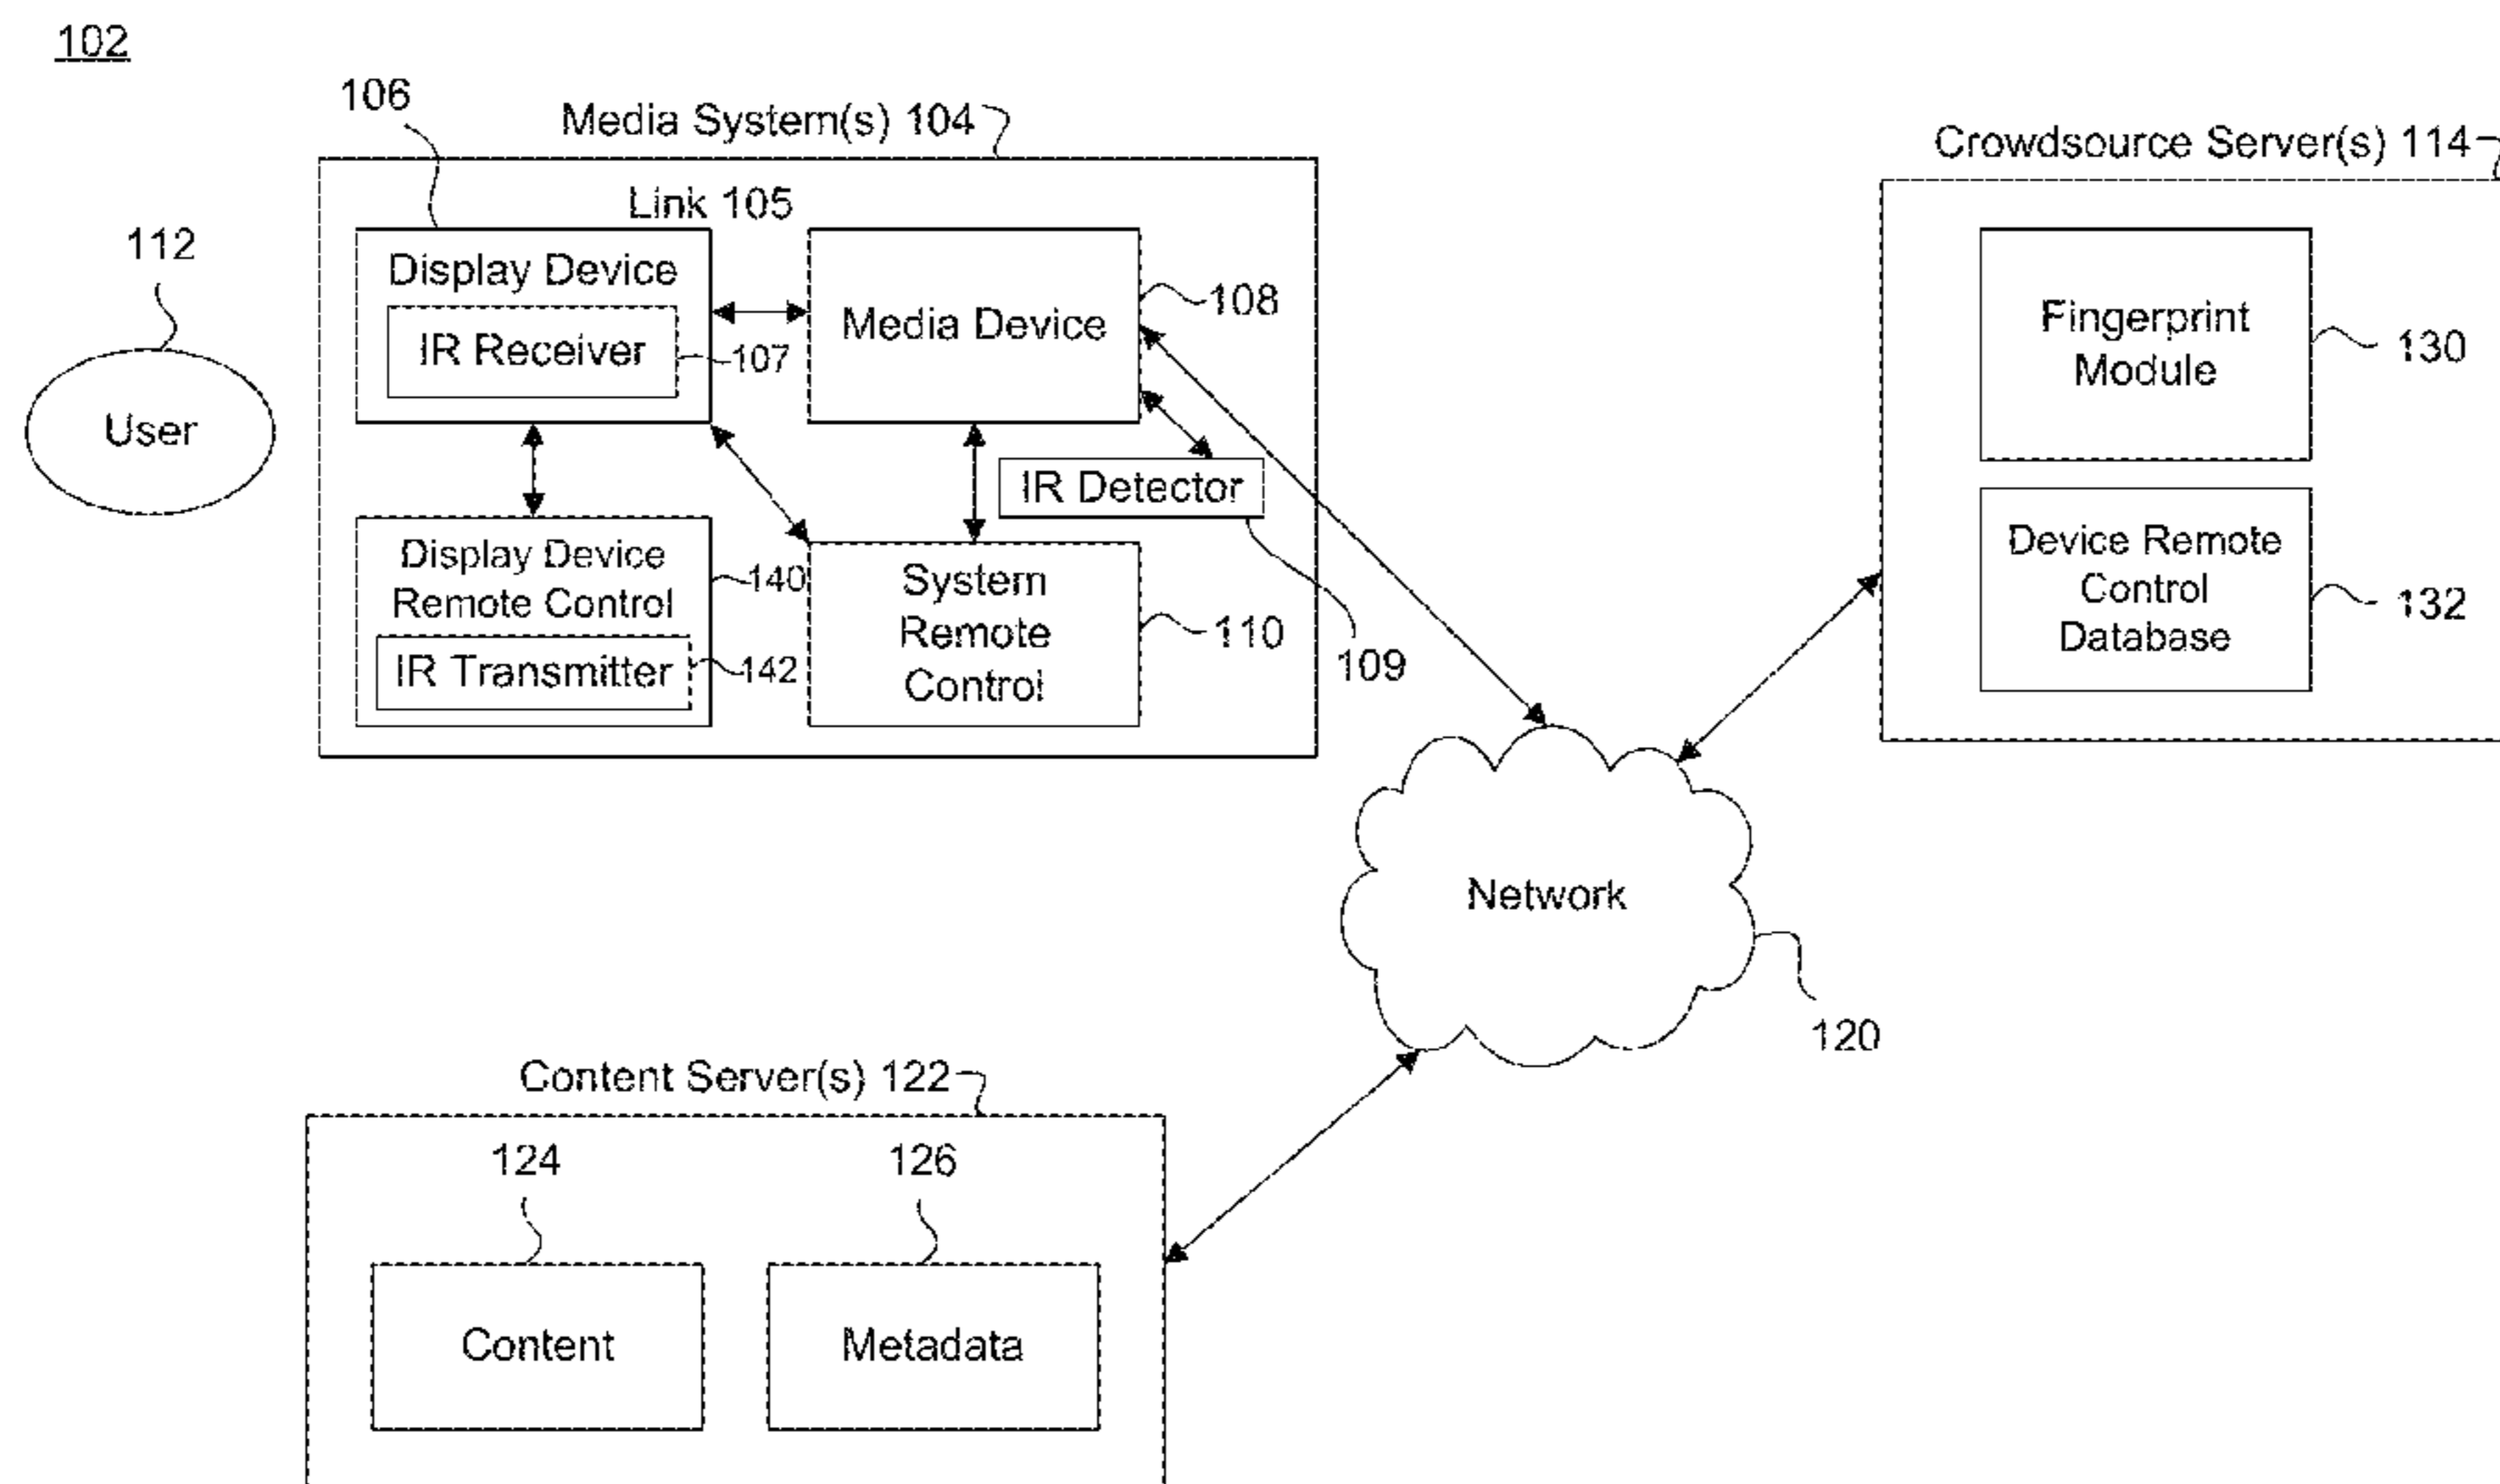 102
106
Media System(s) 104
Crowdsource Server(s) 114
Link 105
112
Display Device
IR Receiver
107
Media Device
108
Fingerprint
Module
130
User
IR Detector
109
Display Device
Remote Control
140
IR Transmitter
142
System
Remote
Control
110
Device Remote
Control
Database
132
Network
120
Content Server(s) 122
124
126
Content
Metadata